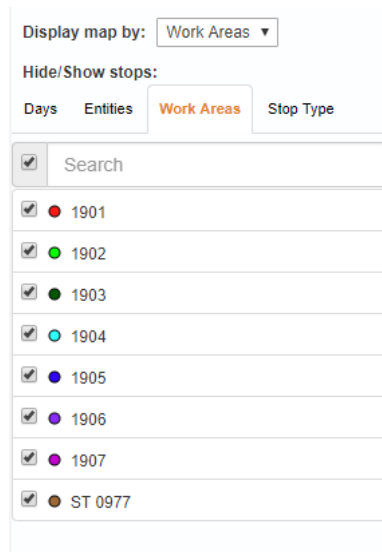 Display map by: Work Areas
Hide/Show stops:
Days Entities Work Areas Stop Type
Search
1901
1902
1903
1904
1905
1906
1907
ST 0977